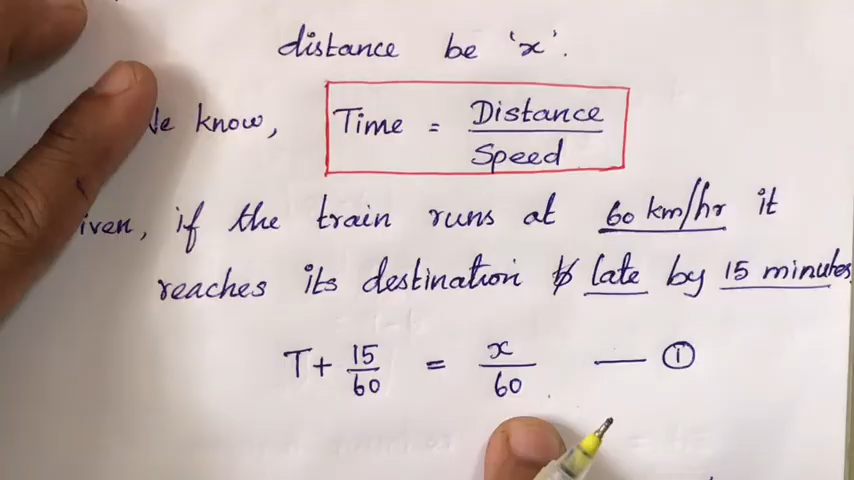 distance be 'x'.
We know, Time = Distance / Speed
Given, if the train runs at 60 km/hr it
reaches its destination late by 15 minutes
T + 15/60 = x/60 — ①